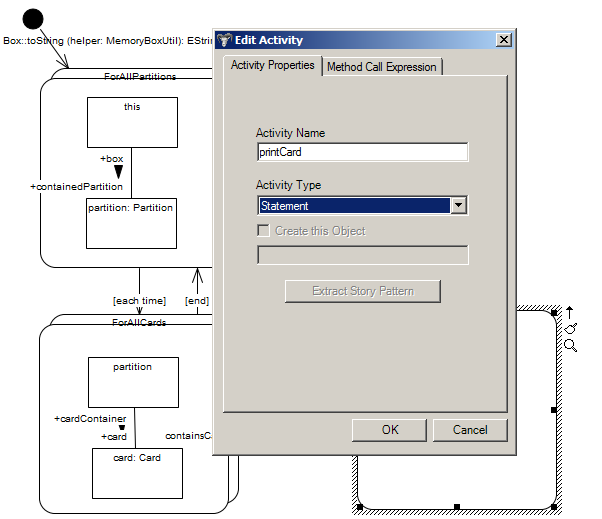 Box::toString (helper: MemoryBoxUtil): EStrin
ForAllPartitions
this
+box
+containedPartition
partition: Partition
[each time]
[end]
ForAllCards
partition
+cardContainer
+card
containsCa
card: Card
Edit Activity
Activity Properties
Method Call Expression
Activity Name
printCard
Activity Type
Statement
Create this Object
Extract Story Pattern
OK
Cancel